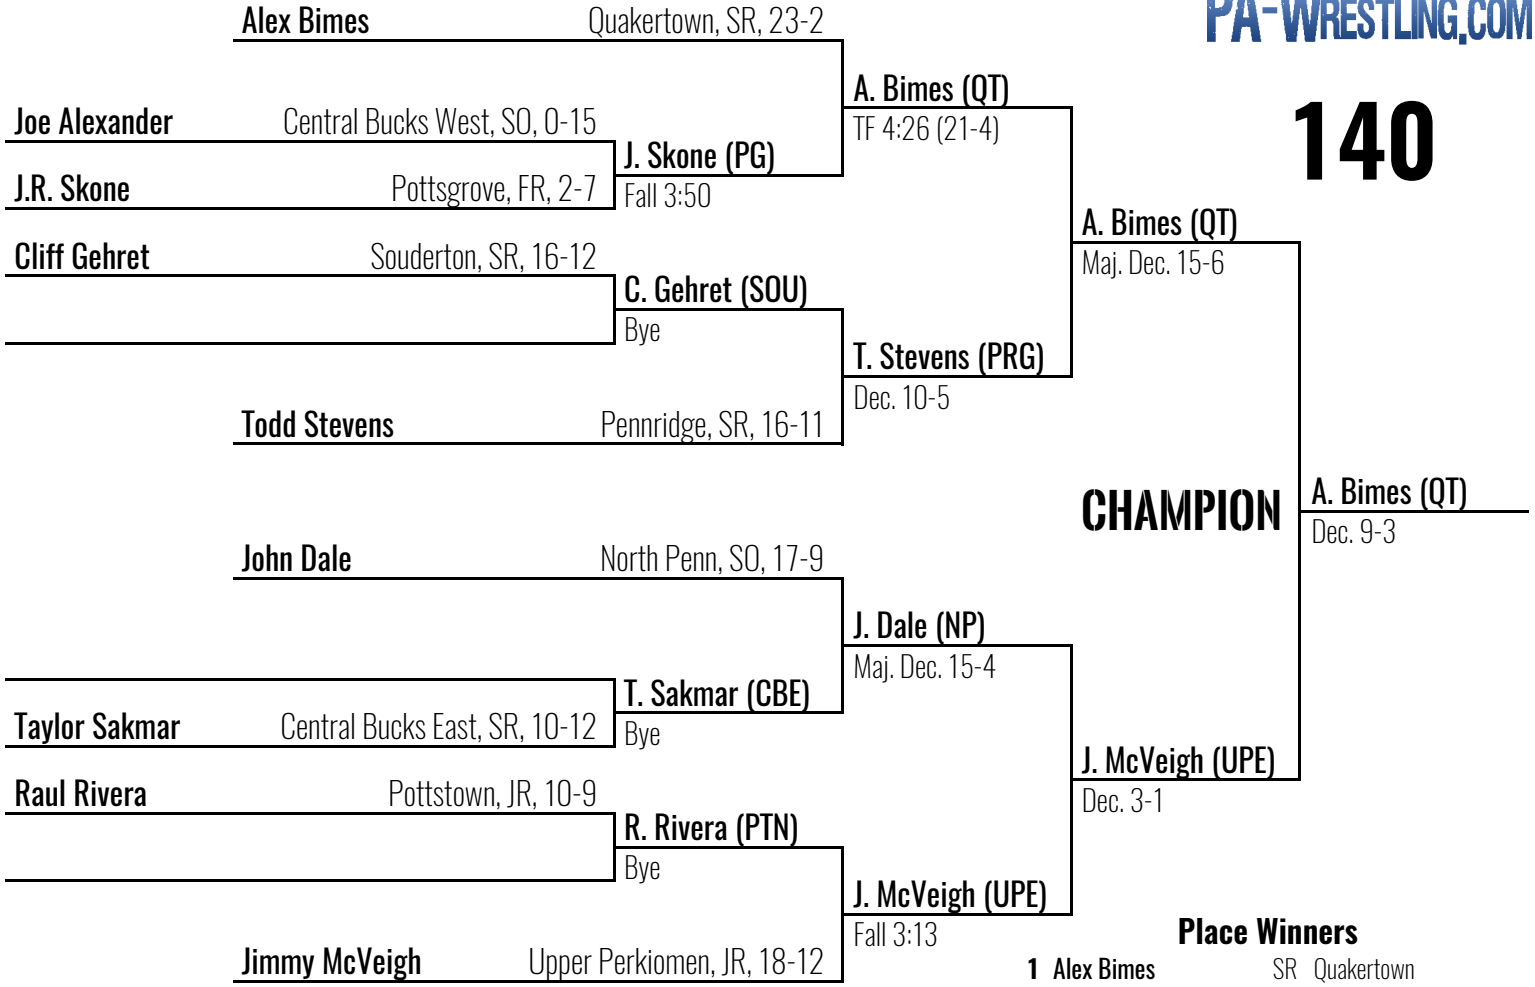 Alex Bimes Quakertown, SR, 23-2
PA-WRESTLING.COM
A. Bimes (QT)
TF 4:26 (21-4)
140
Joe Alexander Central Bucks West, SO, 0-15
J. Skone (PG)
Fall 3:50
J.R. Skone Pottsgrove, FR, 2-7
A. Bimes (QT)
Maj. Dec. 15-6
Cliff Gehret Souderton, SR, 16-12
C. Gehret (SOU)
Bye
T. Stevens (PRG)
Dec. 10-5
Todd Stevens Pennridge, SR, 16-11
CHAMPION
A. Bimes (QT)
Dec. 9-3
John Dale North Penn, SO, 17-9
J. Dale (NP)
Maj. Dec. 15-4
T. Sakmar (CBE)
Bye
Taylor Sakmar Central Bucks East, SR, 10-12
J. McVeigh (UPE)
Dec. 3-1
Raul Rivera Pottstown, JR, 10-9
R. Rivera (PTN)
Bye
J. McVeigh (UPE)
Fall 3:13
Jimmy McVeigh Upper Perkiomen, JR, 18-12
Place Winners
1 Alex Bimes SR Quakertown